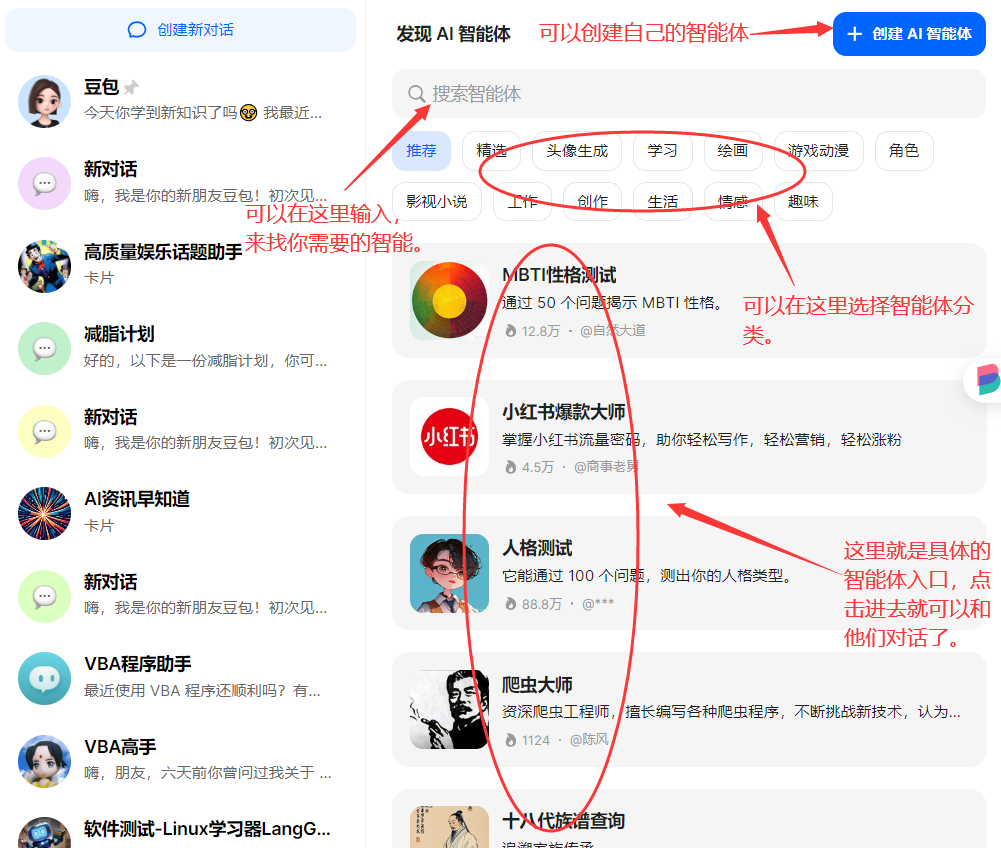 创建新对话
豆包
今天你学到新知识了吗🤓 我最近...
新对话
嗨，我是你的新朋友豆包！初次见...
高质量娱乐话题助手
卡片
减脂计划
好的，以下是一份减脂计划，你可...
新对话
嗨，我是你的新朋友豆包！初次见...
AI资讯早知道
卡片
新对话
嗨，我是你的新朋友豆包！初次见...
VBA程序助手
最近使用 VBA 程序还顺利吗？有...
VBA高手
嗨，朋友，六天前你曾问过我关于 ...
软件测试-Linux学习器LangG...
发现 AI 智能体
可以创建自己的智能体
+ 创建 AI 智能体
搜索智能体
推荐
精选
头像生成
学习
绘画
游戏动漫
角色
影视小说
工作
创作
生活
情感
趣味
可以在这里输入，
来找你需要的智能。
可以在这里选择智能体分
类。
MBTI性格测试
通过 50 个问题揭示 MBTI 性格。
12.8万 · @自然大道
小红书
小红书爆款大师
掌握小红书流量密码，助你轻松写作，轻松营销，轻松涨粉
4.5万 · @商事老男
人格测试
它能通过 100 个问题，测出你的人格类型。
88.8万 · @***
这里就是具体的
智能体入口，点
击进去就可以和
他们对话了。
爬虫大师
资深爬虫工程师，擅长编写各种爬虫程序，不断挑战新技术，认为...
1124 · @陈风
十八代族谱查询
追溯家族传承